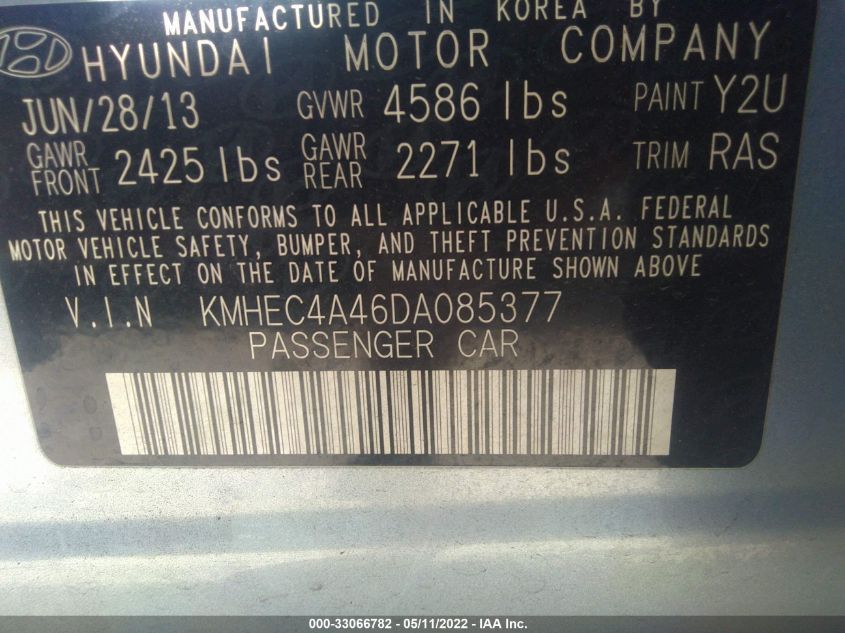 MANUFACTURED IN KOREA BY
HYUNDAI MOTOR COMPANY
JUN/28/13 GVWR 4586 lbs PAINT Y2U
GAWR FRONT 2425 lbs GAWR REAR 2271 lbs TRIM RAS
THIS VEHICLE CONFORMS TO ALL APPLICABLE U.S.A. FEDERAL
MOTOR VEHICLE SAFETY, BUMPER, AND THEFT PREVENTION STANDARDS
IN EFFECT ON THE DATE OF MANUFACTURE SHOWN ABOVE.
V.I.N KMHEC4A46DA085377
PASSENGER CAR
000-33066782 - 05/11/2022 - IAA Inc.